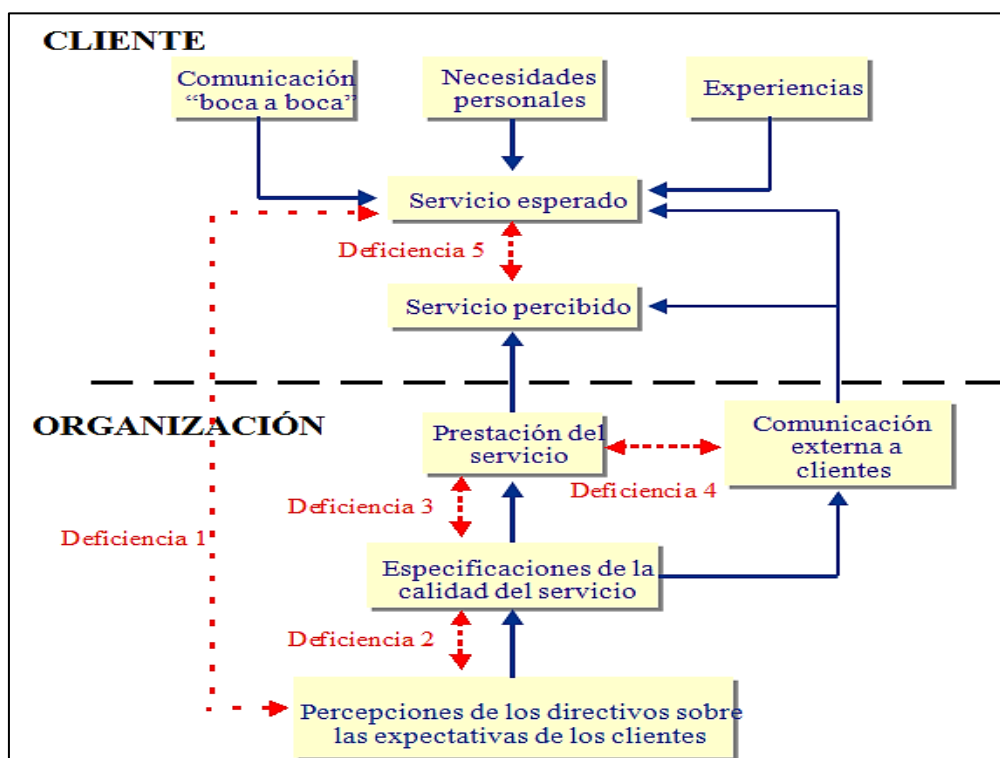 CLIENTE
Comunicación
“boca a boca”
Necesidades
personales
Experiencias
Servicio esperado
Deficiencia 5
Servicio percibido
ORGANIZACIÓN
Prestación del
servicio
Comunicación
externa a
clientes
Deficiencia 4
Deficiencia 3
Deficiencia 1
Especificaciones de la
calidad del servicio
Deficiencia 2
Percepciones de los directivos sobre
las expectativas de los clientes